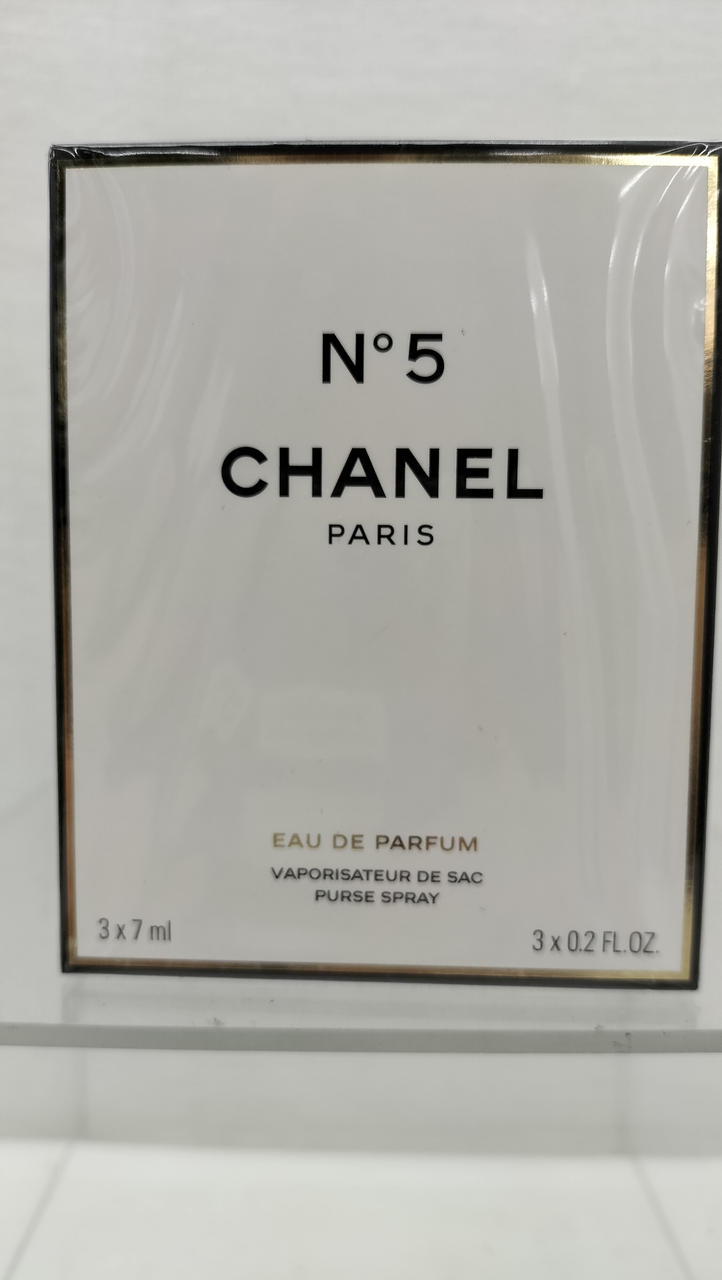 N°5
CHANEL
PARIS
EAU DE PARFUM
VAPORISATEUR DE SAC
PURSE SPRAY
3 x 7 ml
3 x 0.2 FL.OZ.